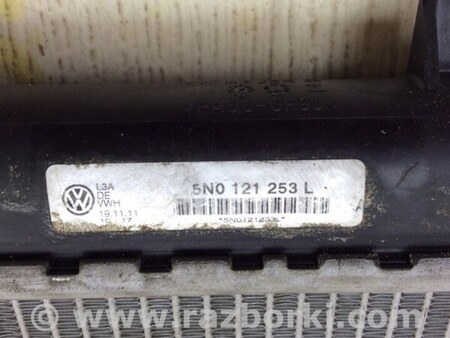 L3A
DE
VWH
19.11.11
5N0 121 253 L
*5N0121253L*
www.razborki.com